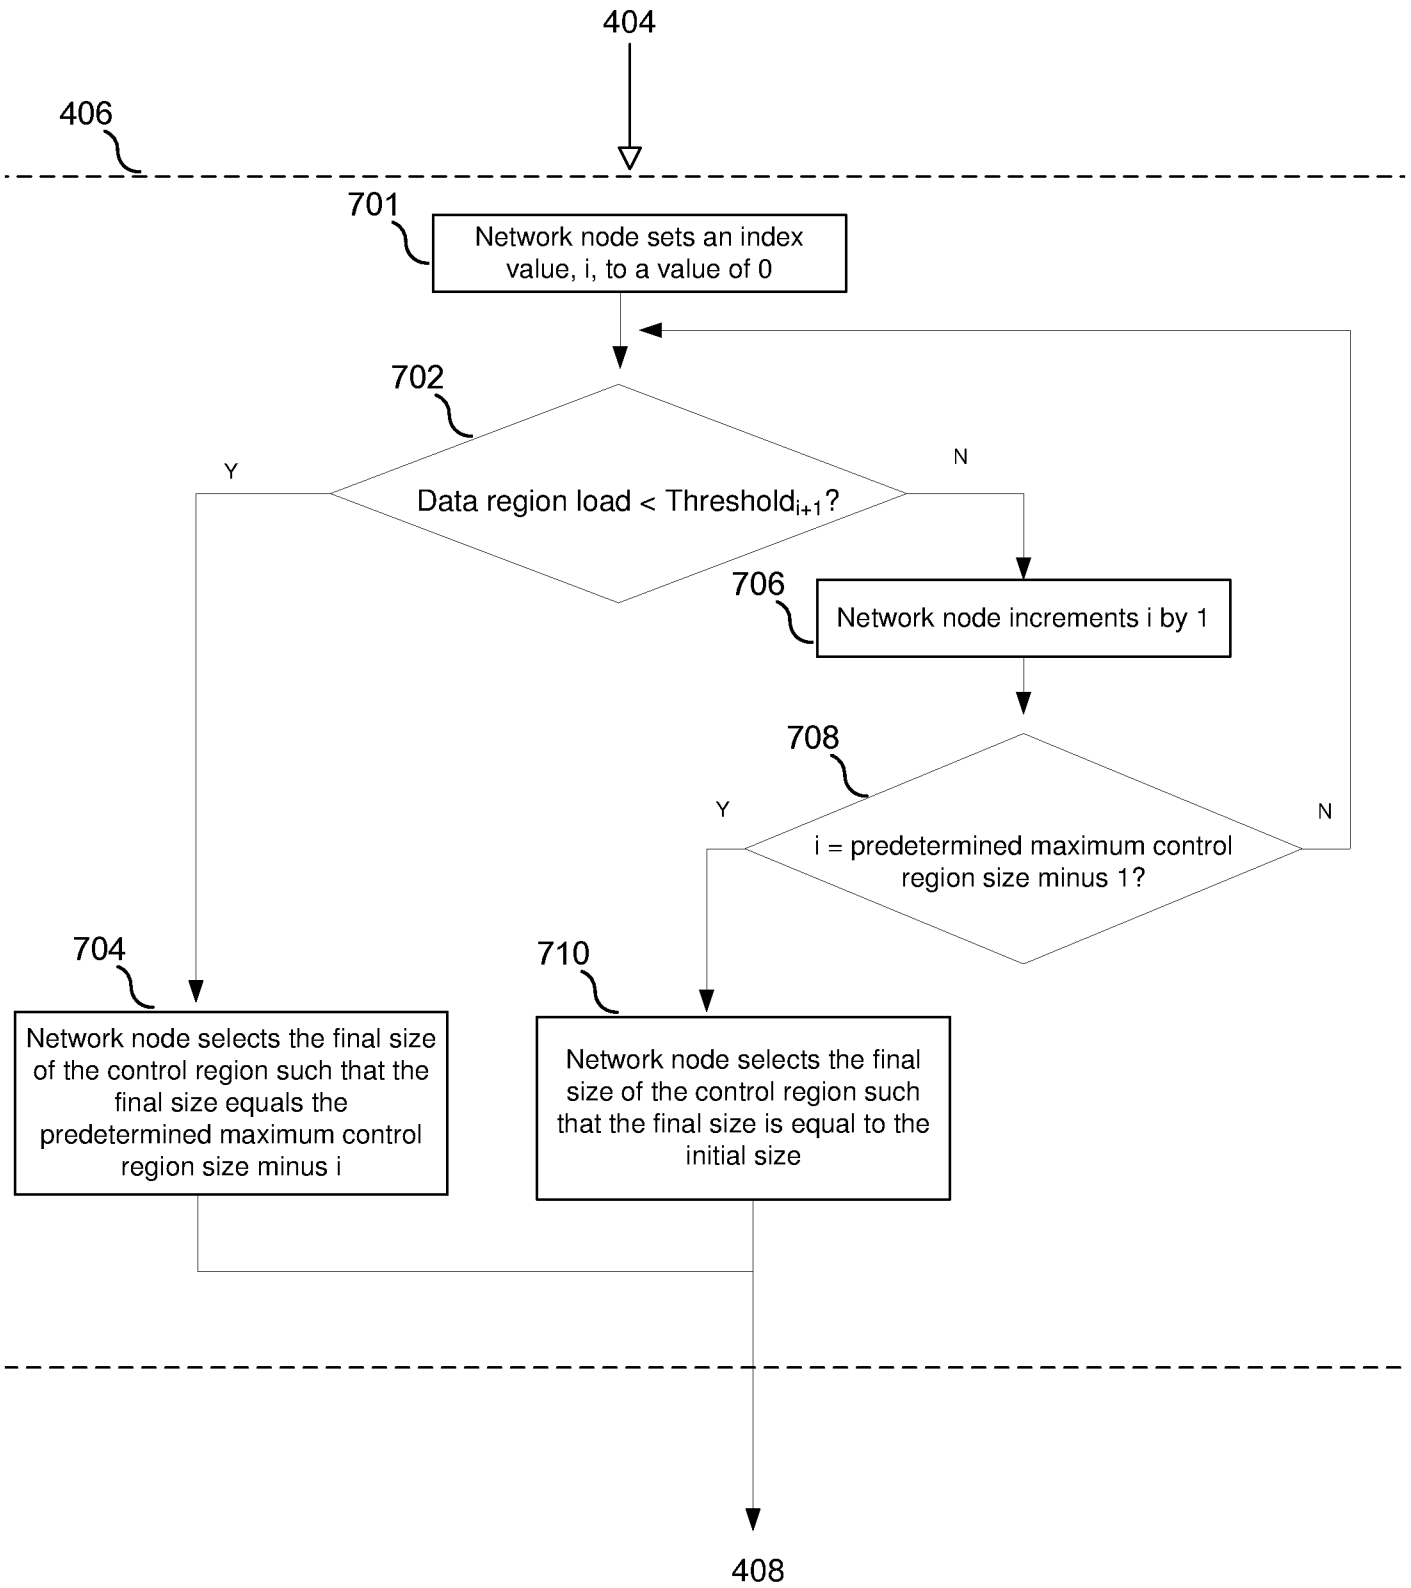 404
406
701
Network node sets an index
value, i, to a value of 0
702
Y
N
Data region load < Thresholdi+1?
706
Network node increments i by 1
708
Y
N
i = predetermined maximum control
region size minus 1?
704
Network node selects the final size
of the control region such that the
final size equals the
predetermined maximum control
region size minus i
710
Network node selects the final
size of the control region such
that the final size is equal to the
initial size
408